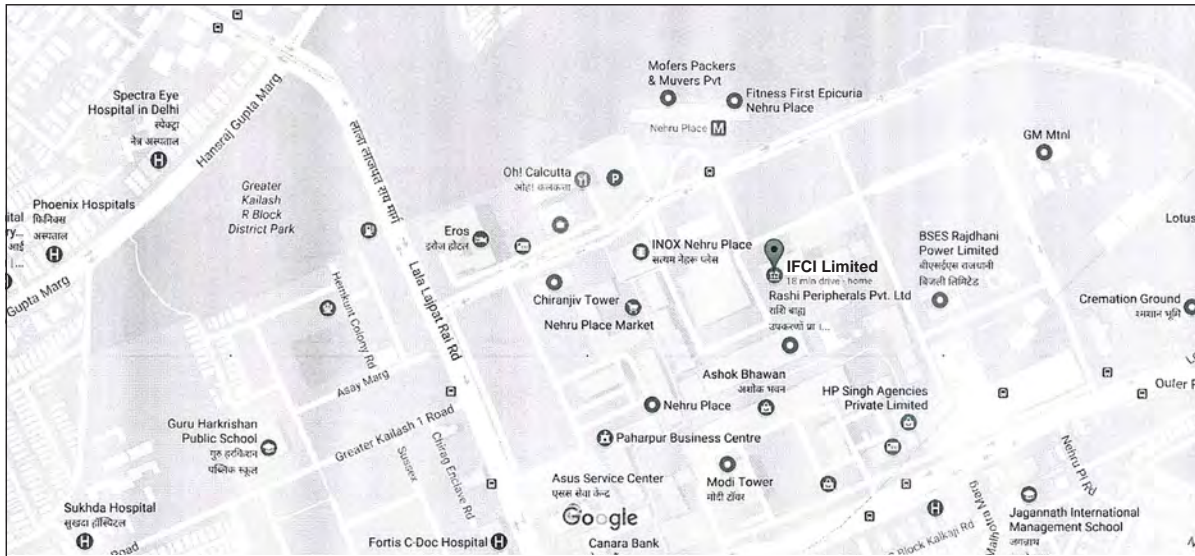 Spectra Eye
Hospital in Delhi
स्पेक्ट्रा
नेत्र अस्पताल
Hansraj Gupta Marg
लाला लाजपत राय मार्ग
Mofers Packers
& Muvers Pvt
Fitness First Epicuria
Nehru Place
Nehru Place
M
GM Mtnl
Greater
Kailash
R Block
District Park
Oh! Calcutta
ओह! कलकत्ता
P
Phoenix Hospitals
फिनिक्स
अस्पताल
Eros
इरोज होटल
INOX Nehru Place
सत्यम नेहरू प्लेस
IFCI Limited
18 min drive - home
BSES Rajdhani
Power Limited
बीएसईएस राजधानी
बिजली लिमिटेड
Lotus
Gupta Marg
Lala Lajpat Rai Rd
Chiranjiv Tower
Nehru Place Market
Rashi Peripherals Pvt. Ltd
राशि बाह्य
उपकरणों प्रा।...
Cremation Ground
श्मशान भूमि
Hemkunt Colony Rd
Asay Marg
Ashok Bhawan
अशोक भवन
HP Singh Agencies
Private Limited
Outer R
Nehru Place
Guru Harkrishan
Public School
गुरु हरकिशन
पब्लिक स्कूल
Greater Kailash 1 Road
Chirag Enclave Rd
Sussex
Paharpur Business Centre
Asus Service Center
एसस सेवा केन्द्र
Modi Tower
मोदी टॉवर
Nehru Pl Rd
Google
Sukhda Hospital
सुखदा हॉस्पिटल
Road
Fortis C-Doc Hospital
Canara Bank
Block Kalkaji Rd
Malhotra Marg
Jagannath International
Management School
जगन्नाथ